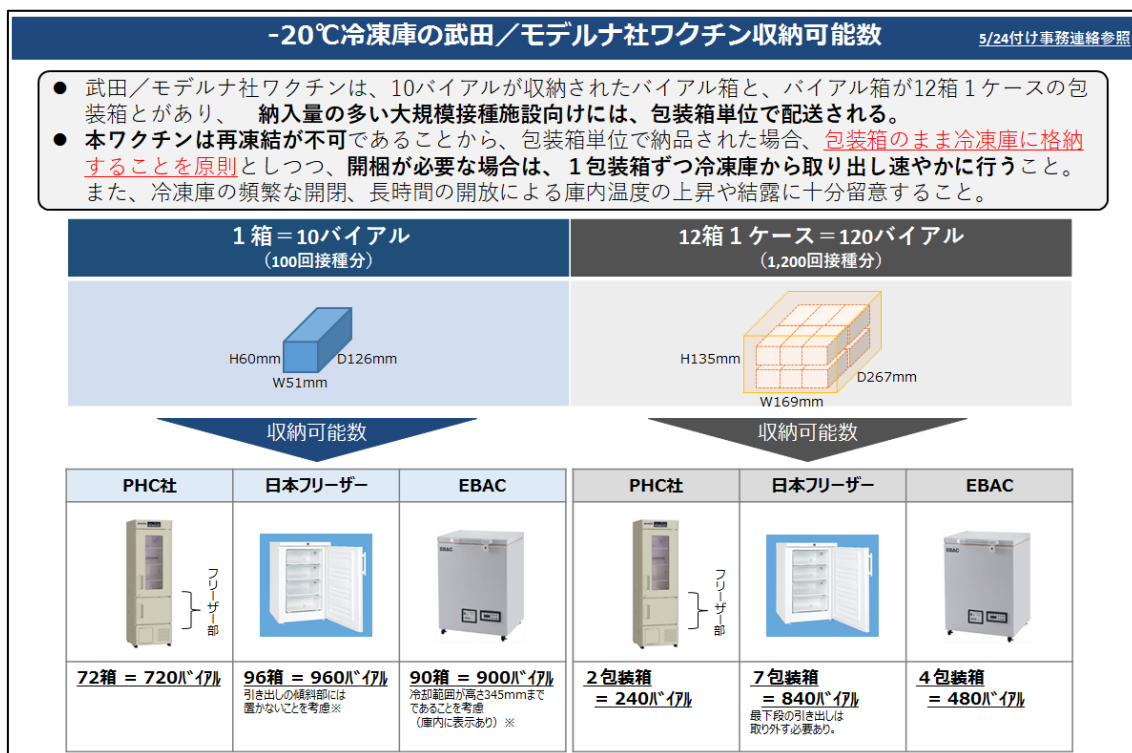 -20℃冷凍庫の武田／モデルナ社ワクチン収納可能数
5/24付け事務連絡参照
● 武田／モデルナ社ワクチンは、10バイアルが収納されたバイアル箱と、バイアル箱が12箱１ケースの包
装箱とがあり、 納入量の多い大規模接種施設向けには、包装箱単位で配送される。
● 本ワクチンは再凍結が不可であることから、包装箱単位で納品された場合、包装箱のまま冷凍庫に格納
することを原則としつつ、開梱が必要な場合は、１包装箱ずつ冷凍庫から取り出し速やかに行うこと。
また、冷凍庫の頻繁な開閉、長時間の開放による庫内温度の上昇や結露に十分留意すること。
１箱＝10バイアル
（100回接種分）
12箱１ケース＝120バイアル
（1,200回接種分）
H60mm
D126mm
W51mm
H135mm
D267mm
W169mm
収納可能数
収納可能数
PHC社
日本フリーザー
EBAC
PHC社
日本フリーザー
EBAC
フリーザー部
EBAC
フリーザー部
EBAC
72箱 = 720ﾊﾞｲｱﾙ
96箱 = 960ﾊﾞｲｱﾙ
引き出しの傾斜部には
置かないことを考慮※
90箱 = 900ﾊﾞｲｱﾙ
冷却範囲が高さ345mmまで
であることを考慮
（庫内に表示あり）※
２包装箱
= 240ﾊﾞｲｱﾙ
７包装箱
= 840ﾊﾞｲｱﾙ
最下段の引き出しは
取り外す必要あり。
４包装箱
= 480ﾊﾞｲｱﾙ